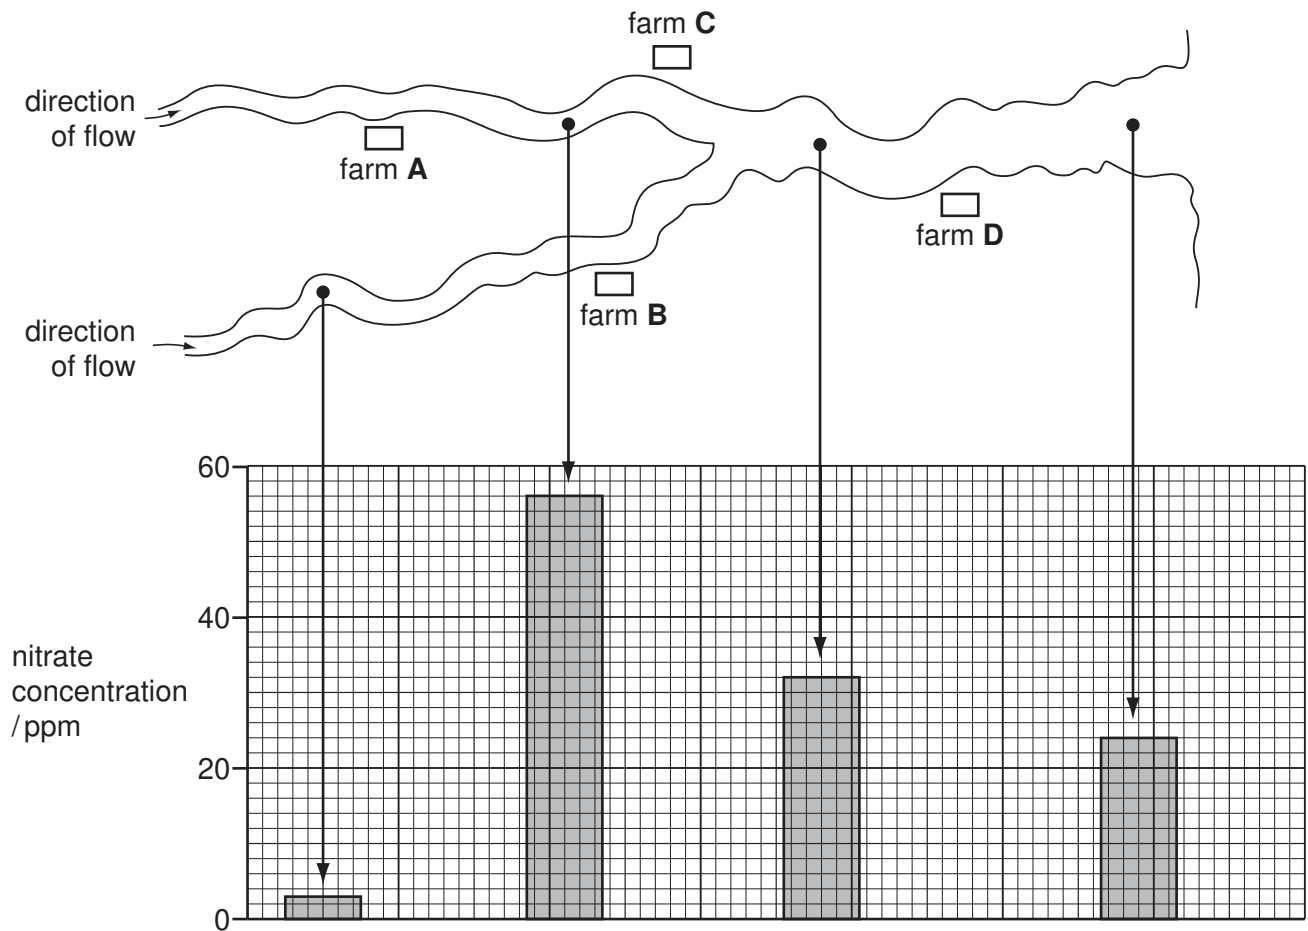 farm C
direction
of flow
farm A
farm D
farm B
direction
of flow
60
40
nitrate
concentration
/ ppm
20
0